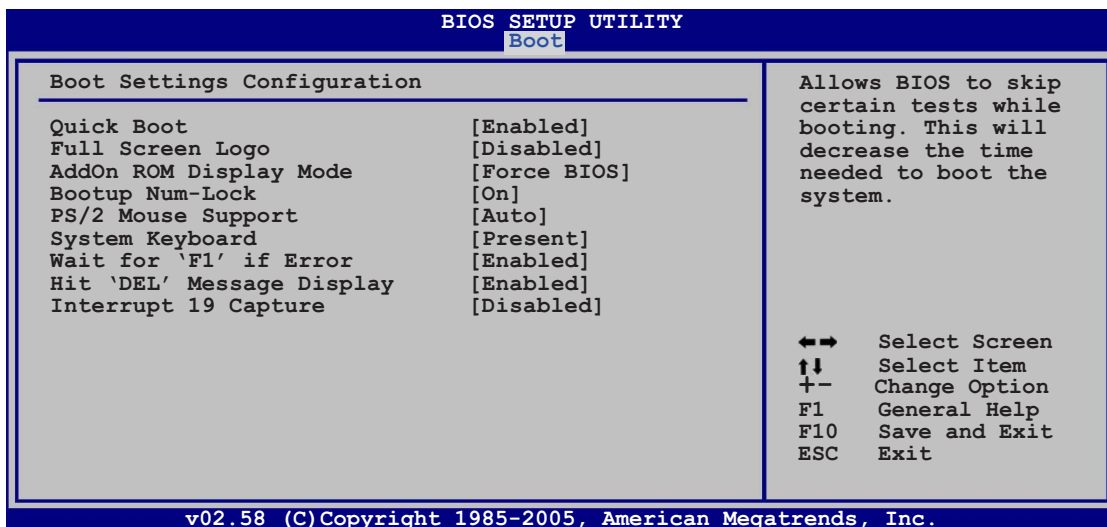 BIOS SETUP UTILITY
Boot
Boot Settings Configuration
Quick Boot [Enabled]
Full Screen Logo [Disabled]
AddOn ROM Display Mode [Force BIOS]
Bootup Num-Lock [On]
PS/2 Mouse Support [Auto]
System Keyboard [Present]
Wait for ‘F1’ if Error [Enabled]
Hit ‘DEL’ Message Display [Enabled]
Interrupt 19 Capture [Disabled]
Allows BIOS to skip
certain tests while
booting. This will
decrease the time
needed to boot the
system.
←→ Select Screen
↑↓ Select Item
+- Change Option
F1 General Help
F10 Save and Exit
ESC Exit
v02.58 (C)Copyright 1985-2005, American Megatrends, Inc.